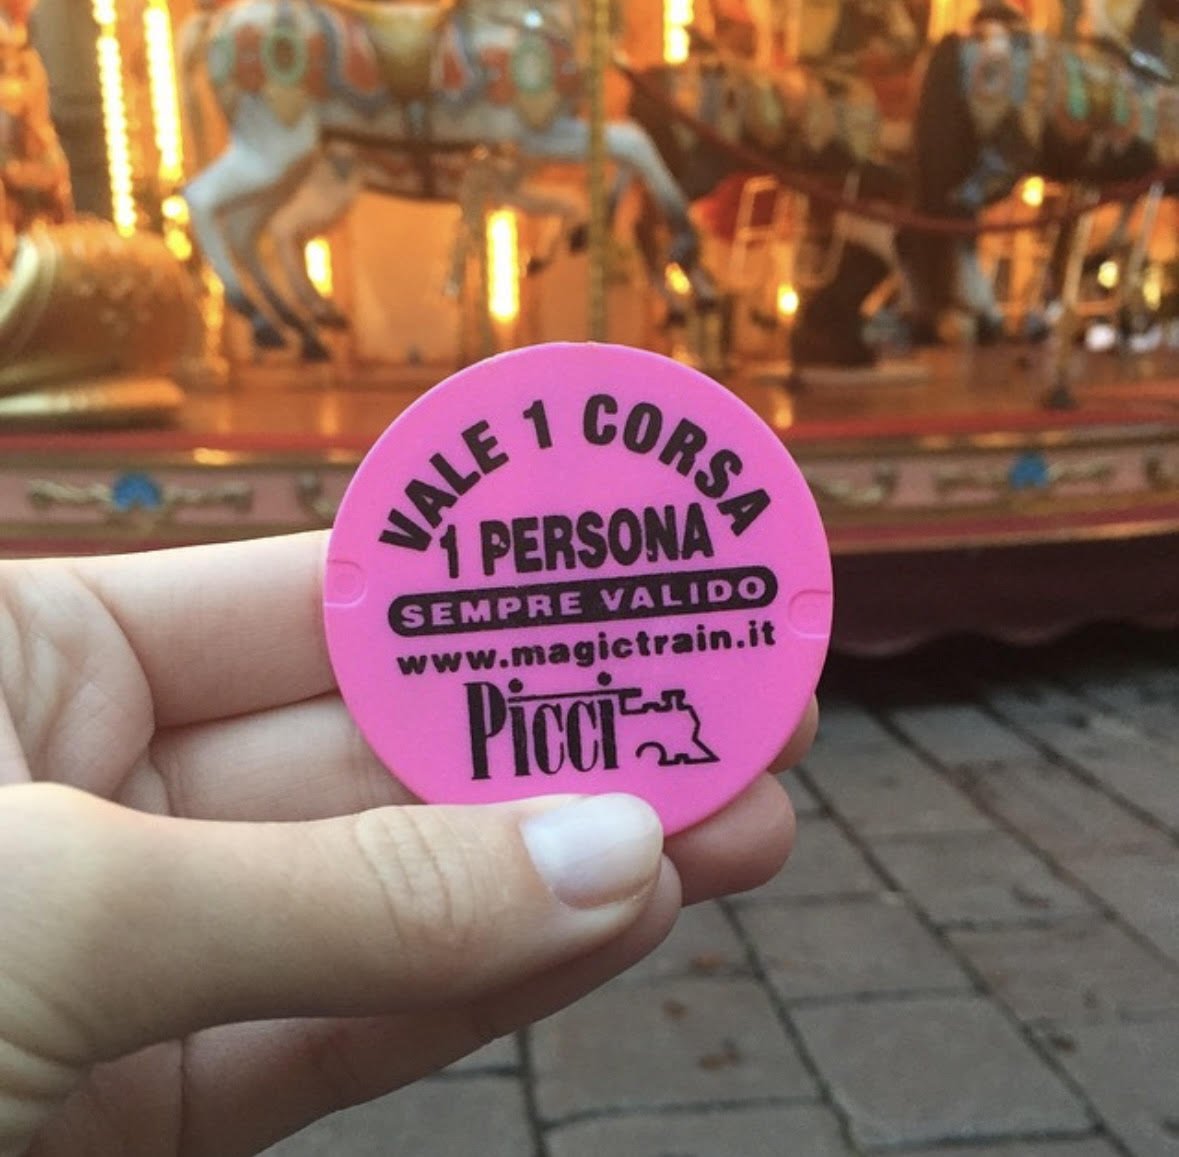 VALE 1 CORSA
1 PERSONA
SEMPRE VALIDO
www.magictrain.it
Picci